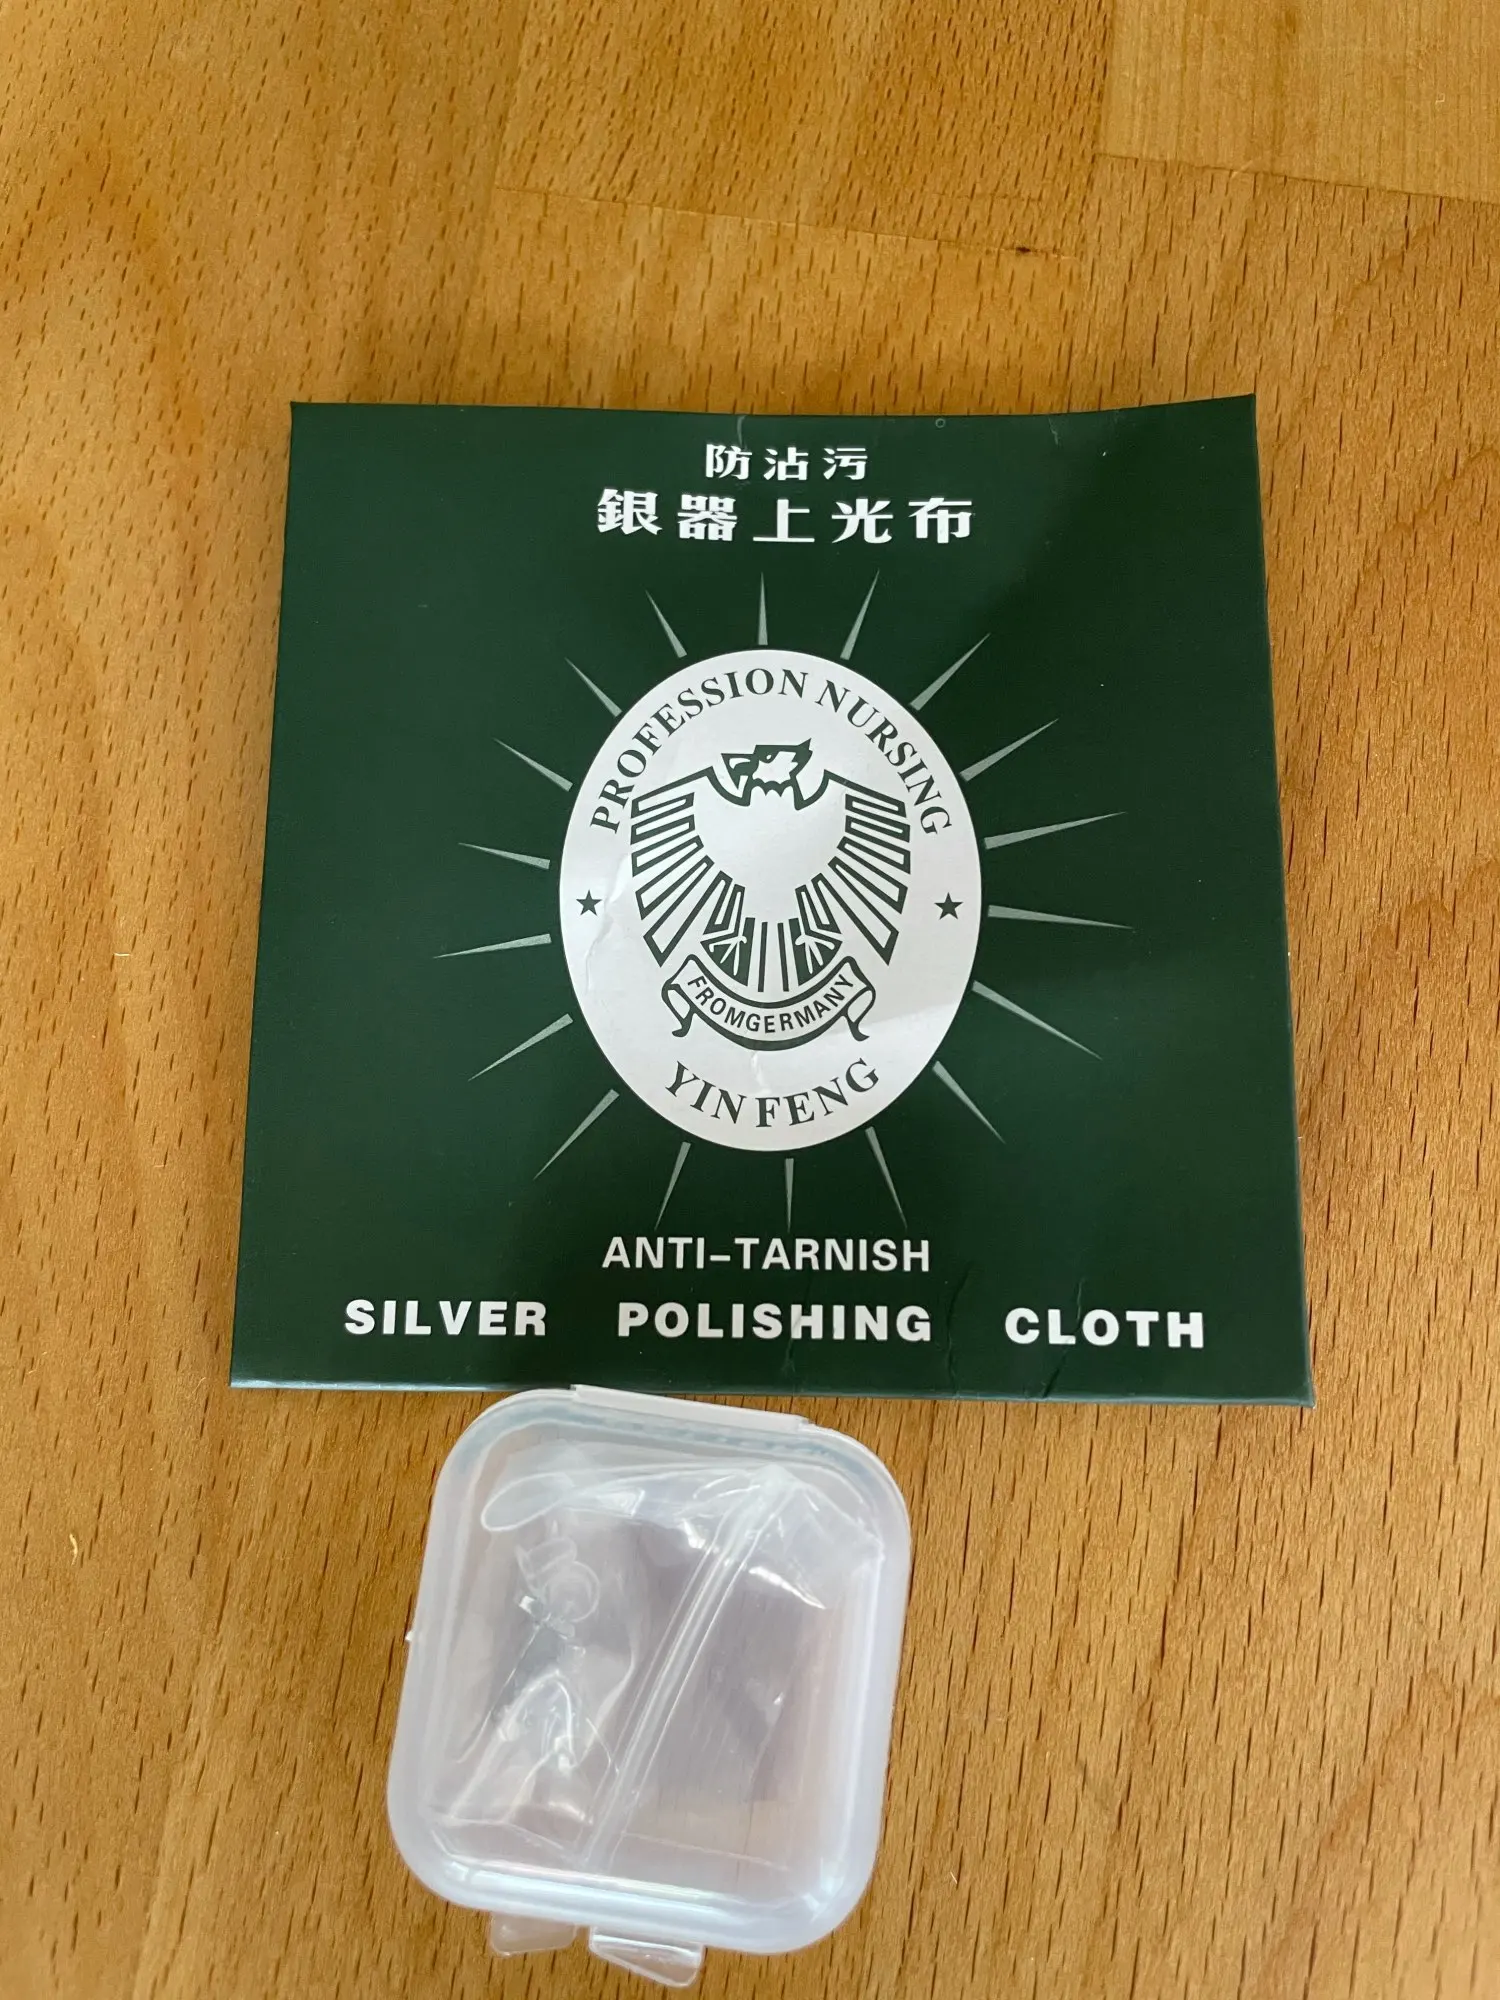 防沾污
銀器上光布
PROFESSION NURSING
FROMGERMANY
YIN FENG
ANTI-TARNISH
SILVER POLISHING CLOTH